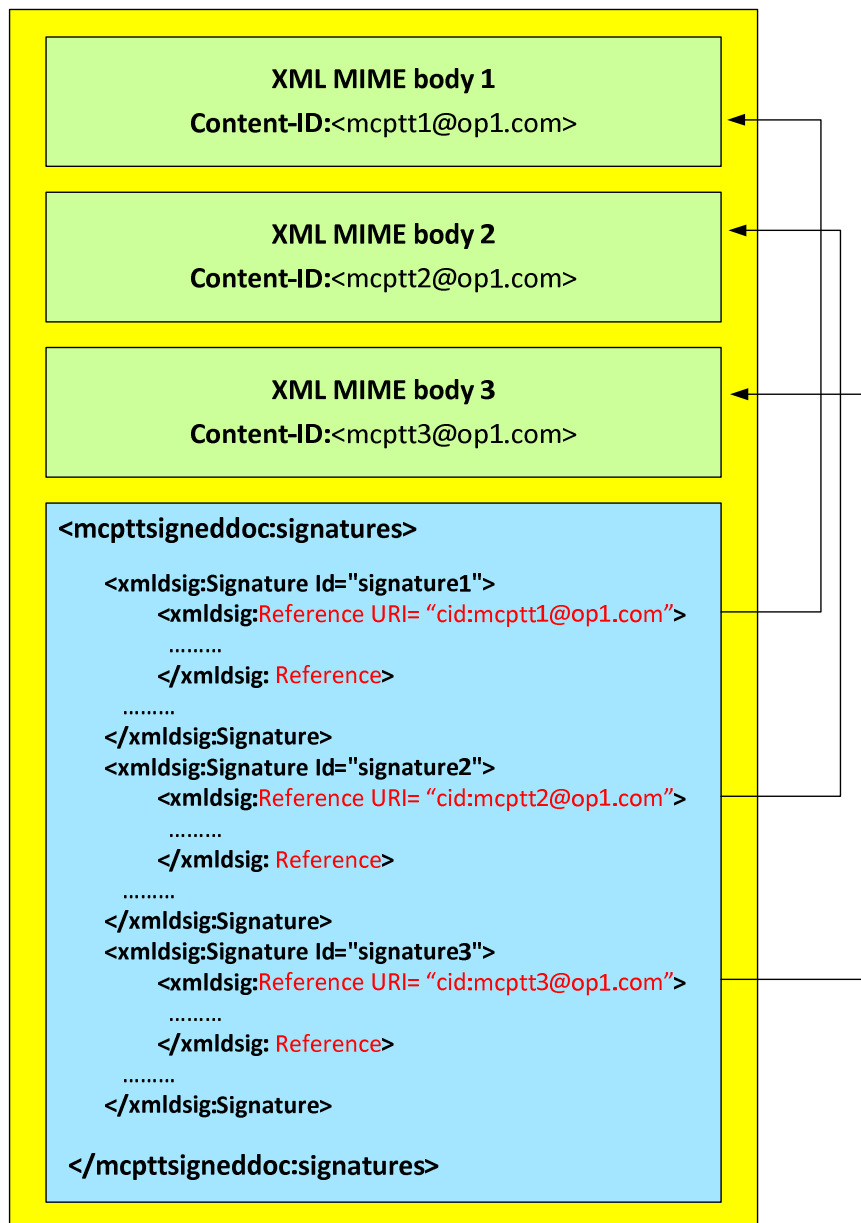 XML MIME body 1
Content-ID:<mcptt1@op1.com>
XML MIME body 2
Content-ID:<mcptt2@op1.com>
XML MIME body 3
Content-ID:<mcptt3@op1.com>
<mcpttsigneddoc:signatures>
<xmldsig:Signature Id="signature1">
<xmldsig:Reference URI= “cid:mcptt1@op1.com”>
.........
</xmldsig: Reference>
.........
</xmldsig:Signature>
<xmldsig:Signature Id="signature2">
<xmldsig:Reference URI= “cid:mcptt2@op1.com”>
.........
</xmldsig: Reference>
.........
</xmldsig:Signature>
<xmldsig:Signature Id="signature3">
<xmldsig:Reference URI= “cid:mcptt3@op1.com”>
.........
</xmldsig: Reference>
.........
</xmldsig:Signature>
</mcpttsigneddoc:signatures>